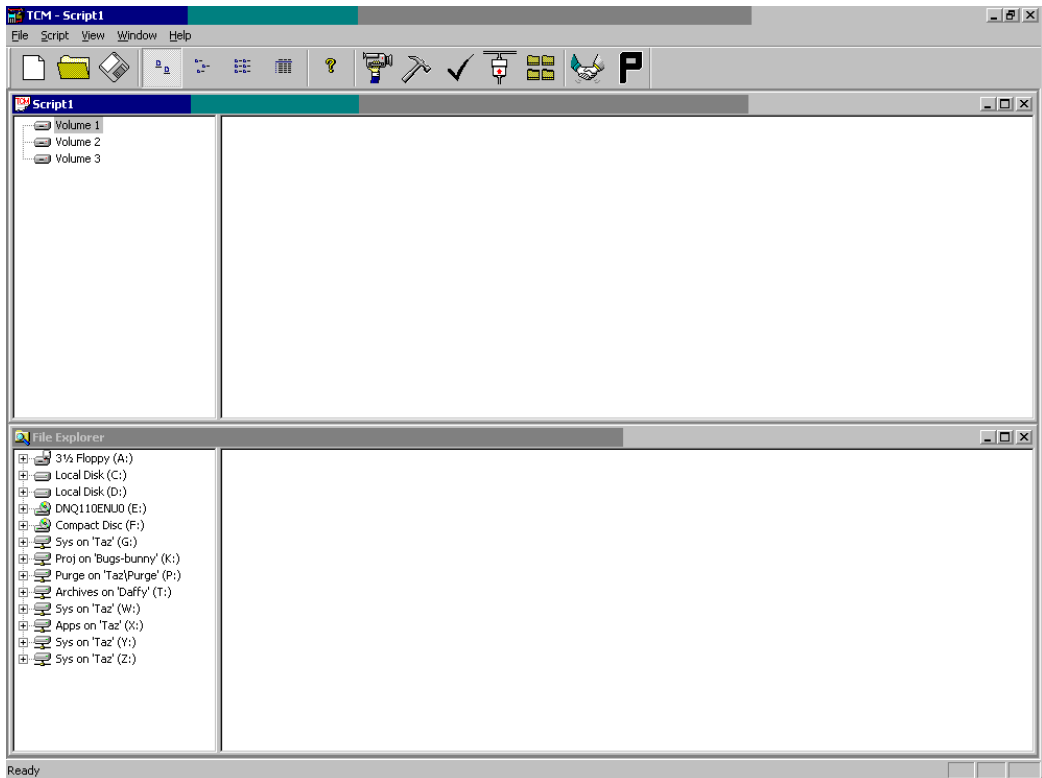 TCM - Script1
File Script View Window Help
Script1
Volume 1
Volume 2
Volume 3
File Explorer
3½ Floppy (A:)
Local Disk (C:)
Local Disk (D:)
DNQ110ENU0 (E:)
Compact Disc (F:)
Sys on 'Taz' (G:)
Proj on 'Bugs-bunny' (K:)
Purge on 'Taz\Purge' (P:)
Archives on 'Daffy' (T:)
Sys on 'Taz' (W:)
Apps on 'Taz' (X:)
Sys on 'Taz' (Y:)
Sys on 'Taz' (Z:)
Ready